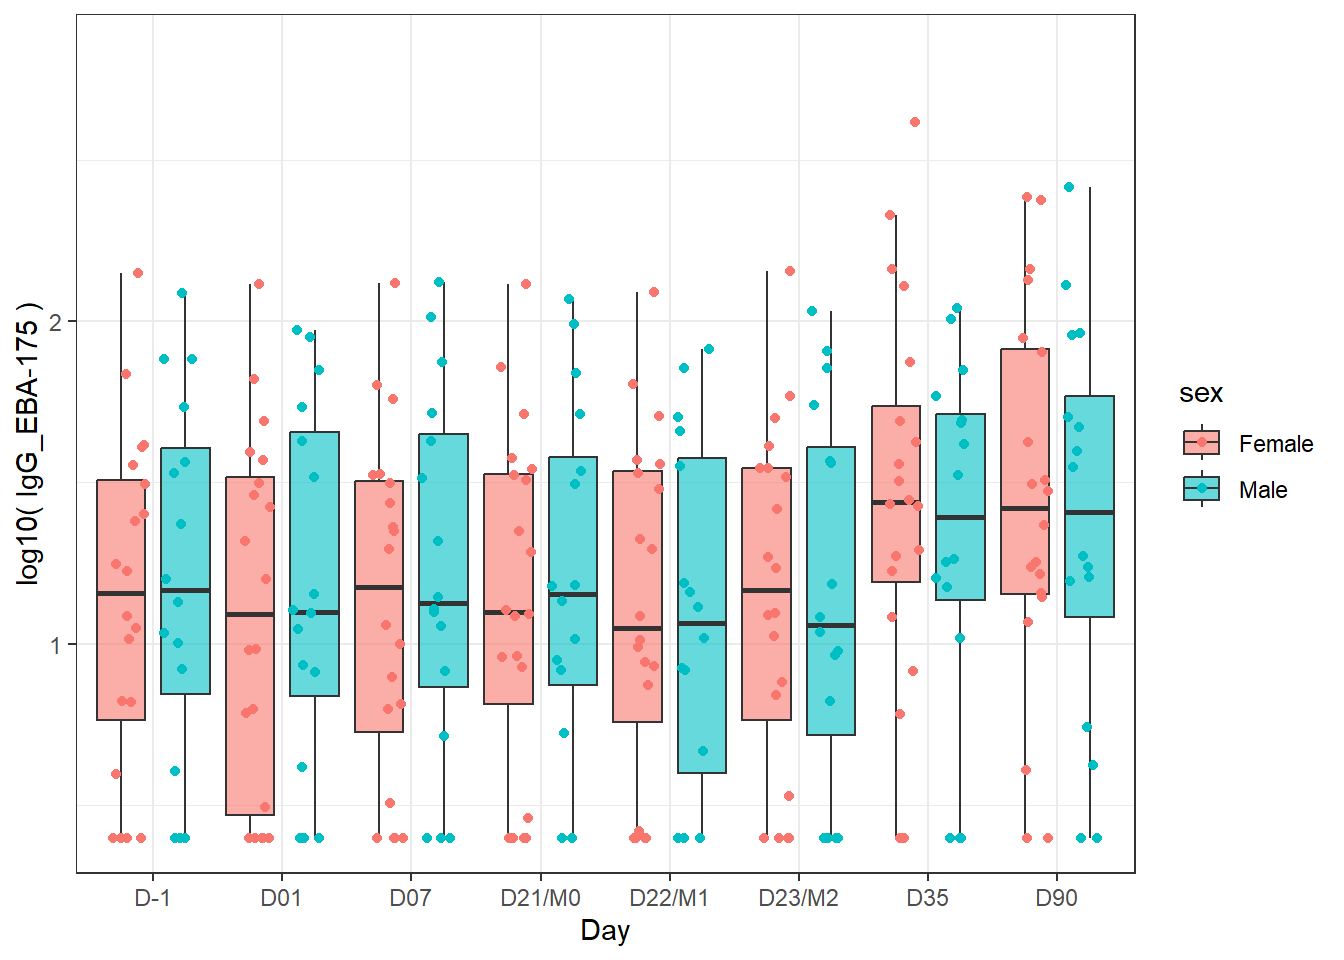 log10( IgG_EBA-175 )
2
1
D-1 D01 D07 D21/M0 D22/M1 D23/M2 D35 D90
Day
sex
Female
Male